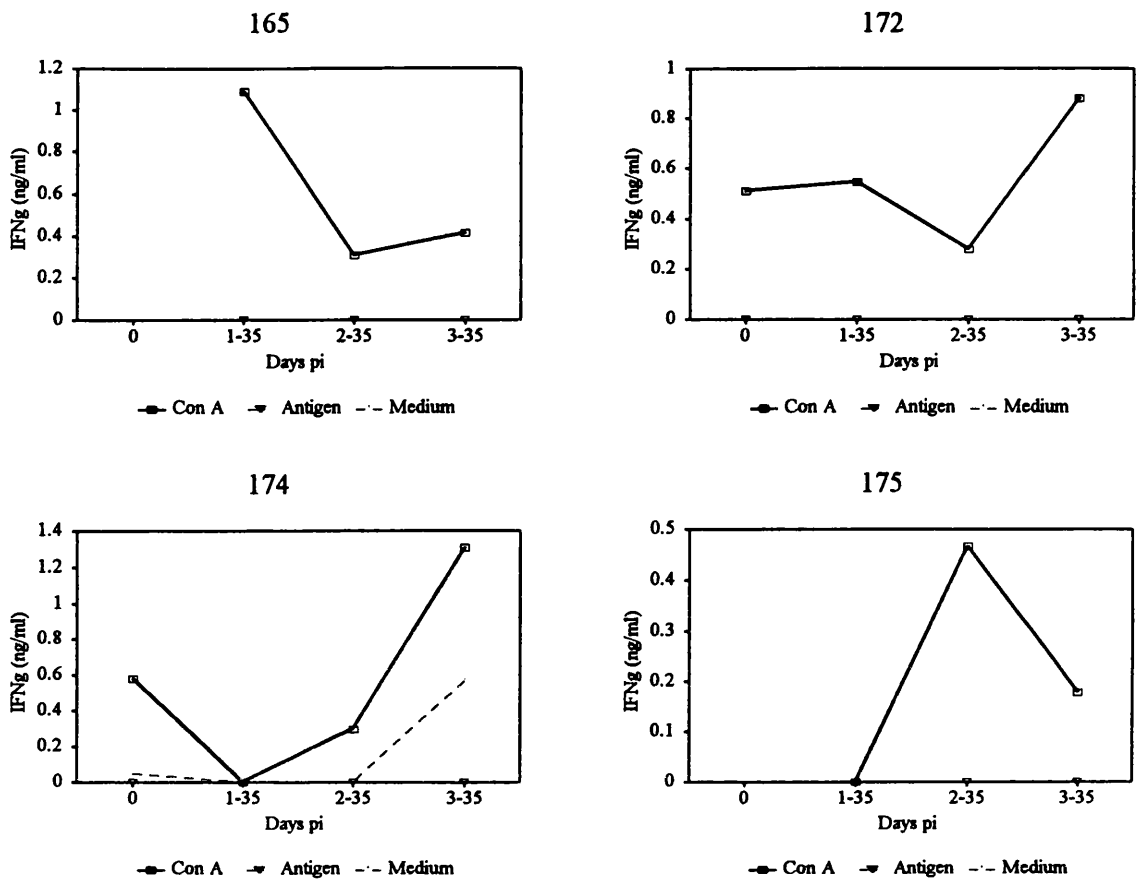 165
1.2
1
0.8
0.6
0.4
0.2
0
IFNg (ng/ml)
0 1-35 2-35 3-35
Days pi
Con A Antigen Medium
172
1
0.8
0.6
0.4
0.2
0
IFNg (ng/ml)
0 1-35 2-35 3-35
Days pi
Con A Antigen Medium
174
1.4
1.2
1
0.8
0.6
0.4
0.2
0
IFNg (ng/ml)
0 1-35 2-35 3-35
Days pi
Con A Antigen Medium
175
0.5
0.4
0.3
0.2
0.1
0
IFNg (ng/ml)
0 1-35 2-35 3-35
Days pi
Con A Antigen Medium